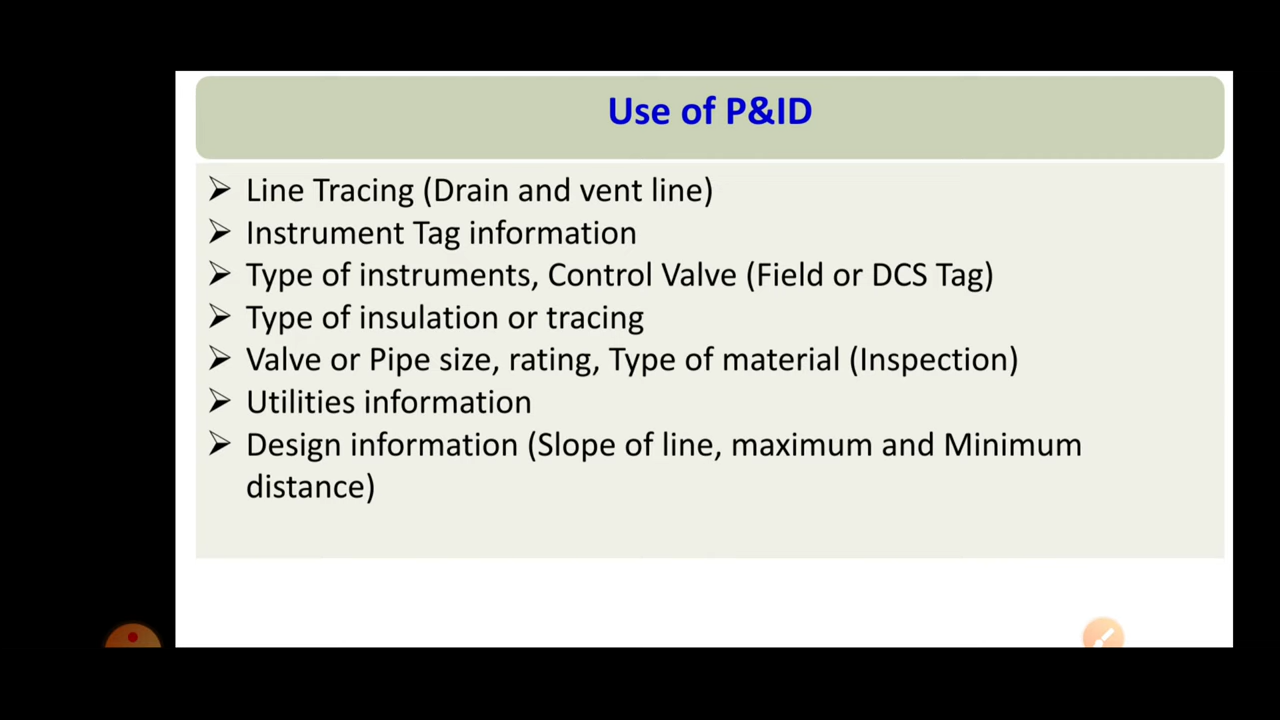 Use of P&ID
➢ Line Tracing (Drain and vent line)
➢ Instrument Tag information
➢ Type of instruments, Control Valve (Field or DCS Tag)
➢ Type of insulation or tracing
➢ Valve or Pipe size, rating, Type of material (Inspection)
➢ Utilities information
➢ Design information (Slope of line, maximum and Minimum
distance)